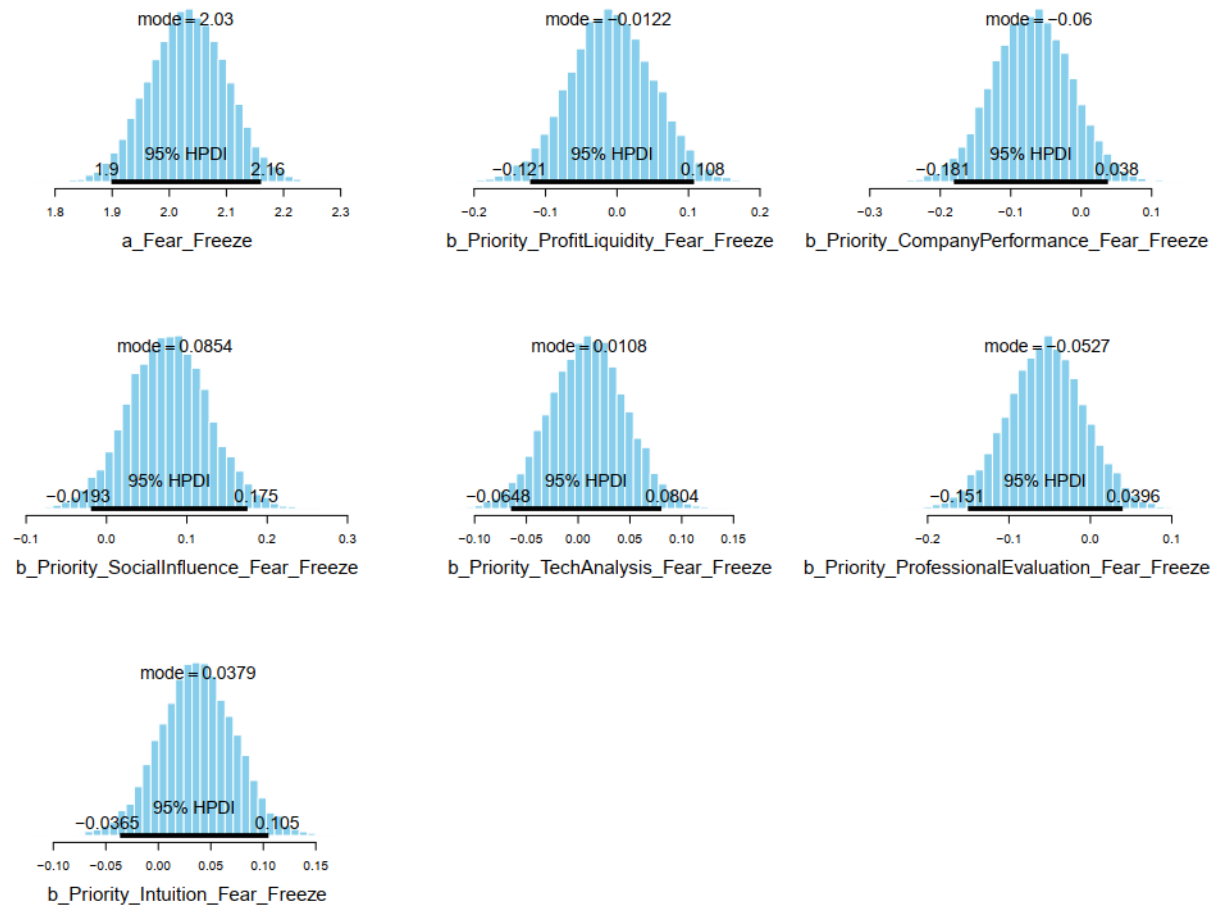 mode = 2.03
95% HPDI
1.9 2.16
1.8 1.9 2.0 2.1 2.2 2.3
a_Fear_Freeze
mode = −0.0122
95% HPDI
−0.121 0.108
−0.2 −0.1 0.0 0.1 0.2
b_Priority_ProfitLiquidity_Fear_Freeze
mode = −0.06
95% HPDI
−0.181 0.038
−0.3 −0.2 −0.1 0.0 0.1
b_Priority_CompanyPerformance_Fear_Freeze
mode = 0.0854
95% HPDI
−0.0193 0.175
−0.1 0.0 0.1 0.2 0.3
b_Priority_SocialInfluence_Fear_Freeze
mode = 0.0108
95% HPDI
−0.0648 0.0804
−0.10 −0.05 0.00 0.05 0.10 0.15
b_Priority_TechAnalysis_Fear_Freeze
mode = −0.0527
95% HPDI
−0.151 0.0396
−0.2 −0.1 0.0 0.1
b_Priority_ProfessionalEvaluation_Fear_Freeze
mode = 0.0379
95% HPDI
−0.0365 0.105
−0.10 −0.05 0.00 0.05 0.10 0.15
b_Priority_Intuition_Fear_Freeze